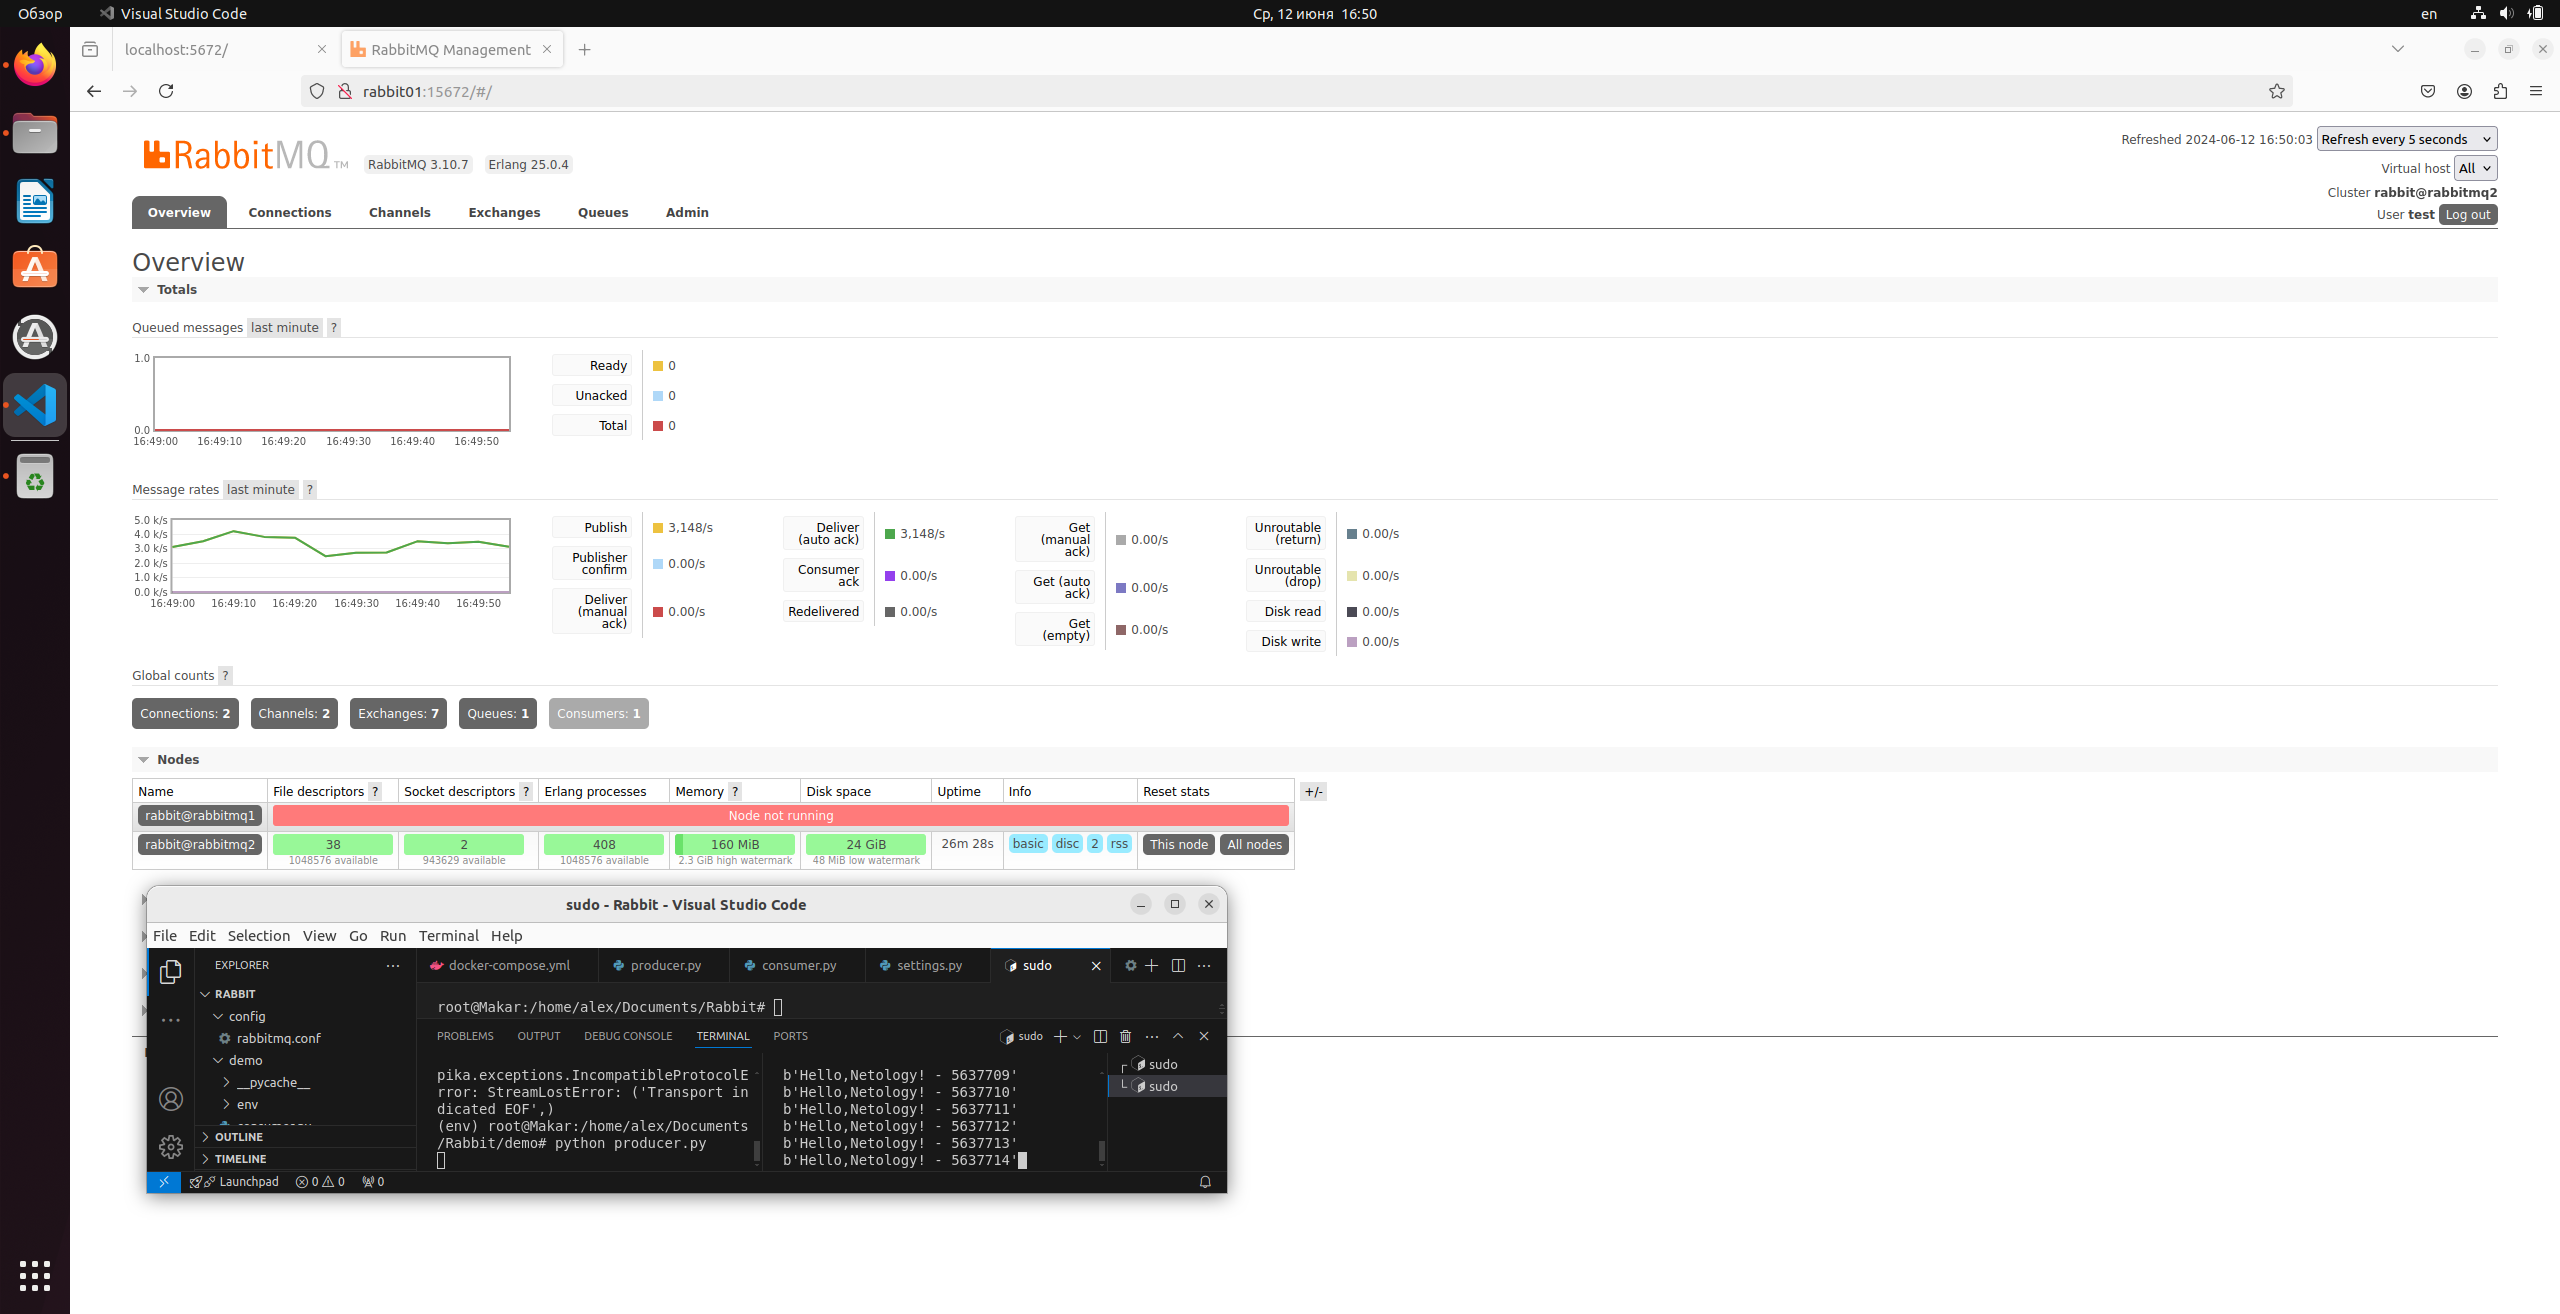 Обзор
Visual Studio Code
Ср, 12 июня 16:50
en
localhost:5672/
RabbitMQ Management
rabbit01:15672/#/
RabbitMQ TM
RabbitMQ 3.10.7
Erlang 25.0.4
Refreshed 2024-06-12 16:50:03
Refresh every 5 seconds
Virtual host All
Cluster rabbit@rabbitmq2
User test Log out
Overview Connections Channels Exchanges Queues Admin
Overview
Totals
Queued messages last minute ?
1.0
0.0
16:49:00 16:49:10 16:49:20 16:49:30 16:49:40 16:49:50
Ready 0
Unacked 0
Total 0
Message rates last minute ?
5.0 k/s
4.0 k/s
3.0 k/s
2.0 k/s
1.0 k/s
0.0 k/s
16:49:00 16:49:10 16:49:20 16:49:30 16:49:40 16:49:50
Publish 3,148/s
Publisher confirm 0.00/s
Deliver (manual ack) 0.00/s
Deliver (auto ack) 3,148/s
Consumer ack 0.00/s
Redelivered 0.00/s
Get (manual ack) 0.00/s
Get (auto ack) 0.00/s
Get (empty) 0.00/s
Unroutable (return) 0.00/s
Unroutable (drop) 0.00/s
Disk read 0.00/s
Disk write 0.00/s
Global counts ?
Connections: 2 Channels: 2 Exchanges: 7 Queues: 1 Consumers: 1
Nodes
Name File descriptors ? Socket descriptors ? Erlang processes Memory ? Disk space Uptime Info Reset stats +/-
rabbit@rabbitmq1 Node not running
rabbit@rabbitmq2 38 2 408 160 MiB 24 GiB 26m 28s basic disc 2 rss This node All nodes
1048576 available 943629 available 1048576 available 2.3 GiB high watermark 48 MiB low watermark
sudo - Rabbit - Visual Studio Code
File Edit Selection View Go Run Terminal Help
EXPLORER
RABBIT
config
rabbitmq.conf
demo
__pycache__
env
OUTLINE
TIMELINE
docker-compose.yml producer.py consumer.py settings.py sudo
root@Makar:/home/alex/Documents/Rabbit#
PROBLEMS OUTPUT DEBUG CONSOLE TERMINAL PORTS
sudo
pika.exceptions.IncompatibleProtocolE
rror: StreamLostError: ('Transport in
dicated EOF',)
(env) root@Makar:/home/alex/Documents
/Rabbit/demo# python producer.py
b'Hello,Netology! - 5637709'
b'Hello,Netology! - 5637710'
b'Hello,Netology! - 5637711'
b'Hello,Netology! - 5637712'
b'Hello,Netology! - 5637713'
b'Hello,Netology! - 5637714'
sudo
sudo
Launchpad 0 0 0